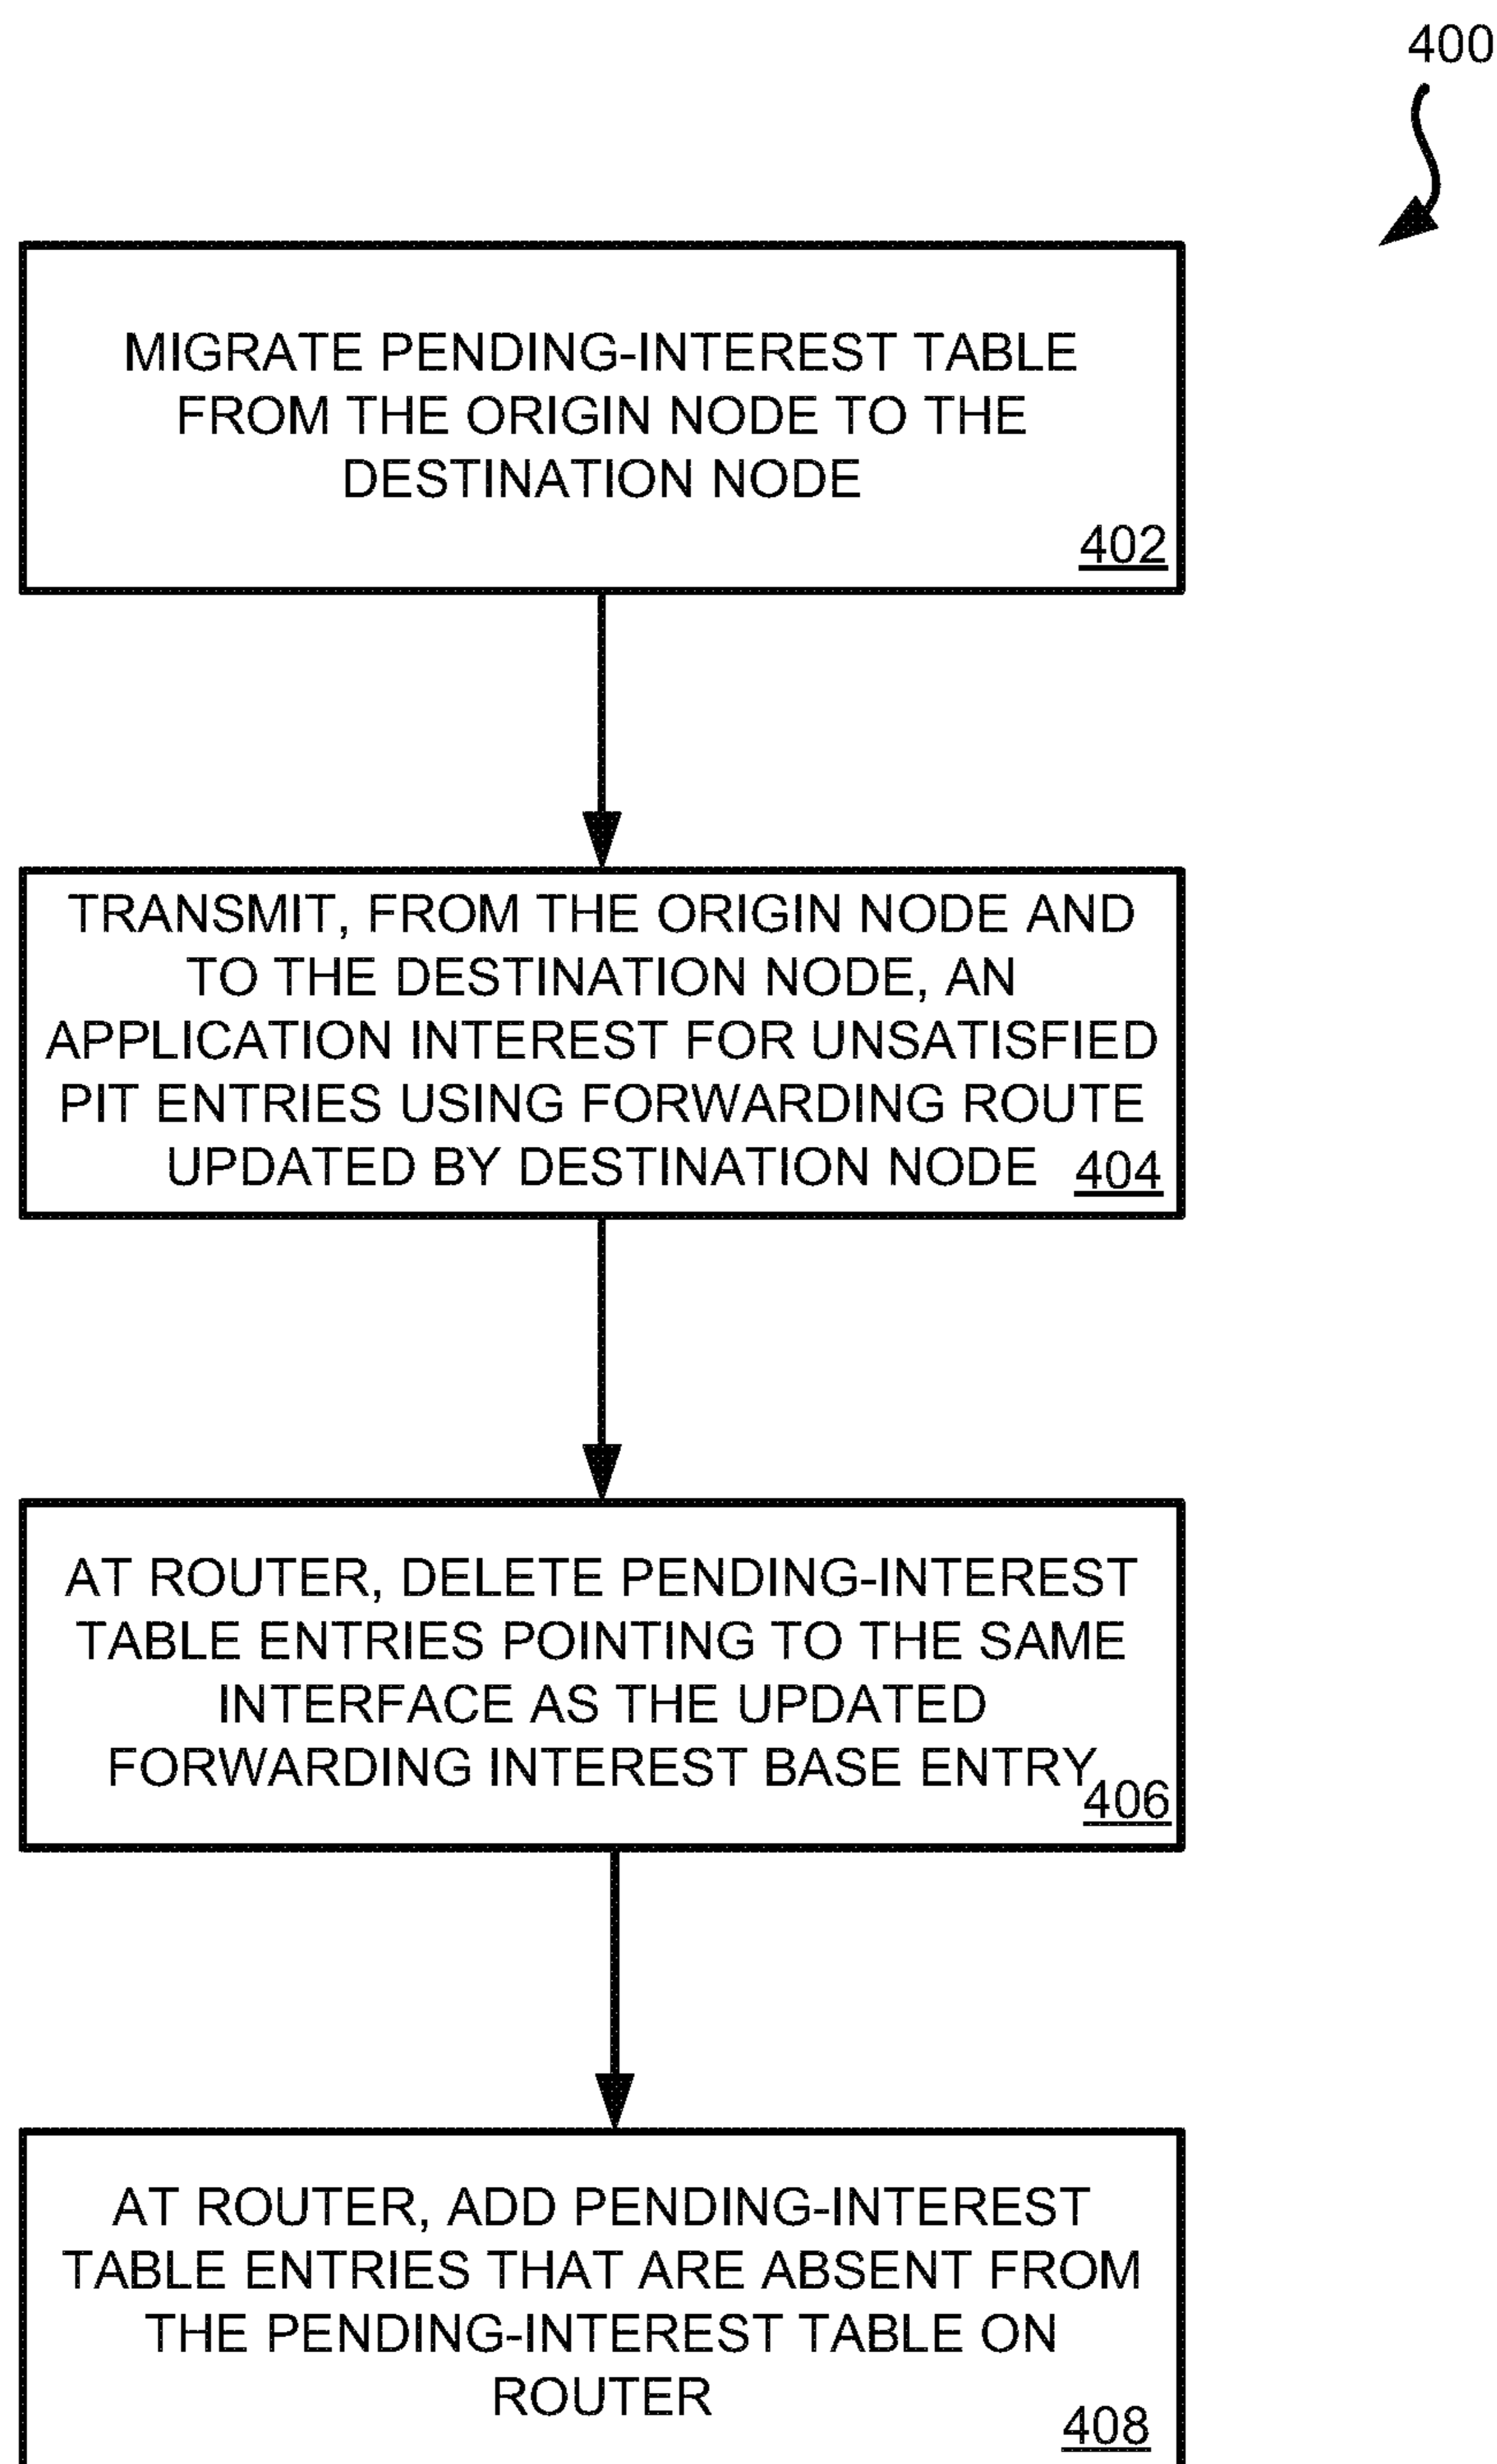 400
MIGRATE PENDING-INTEREST TABLE
FROM THE ORIGIN NODE TO THE
DESTINATION NODE
402
TRANSMIT, FROM THE ORIGIN NODE AND
TO THE DESTINATION NODE, AN
APPLICATION INTEREST FOR UNSATISFIED
PIT ENTRIES USING FORWARDING ROUTE
UPDATED BY DESTINATION NODE 404
AT ROUTER, DELETE PENDING-INTEREST
TABLE ENTRIES POINTING TO THE SAME
INTERFACE AS THE UPDATED
FORWARDING INTEREST BASE ENTRY
406
AT ROUTER, ADD PENDING-INTEREST
TABLE ENTRIES THAT ARE ABSENT FROM
THE PENDING-INTEREST TABLE ON
ROUTER
408